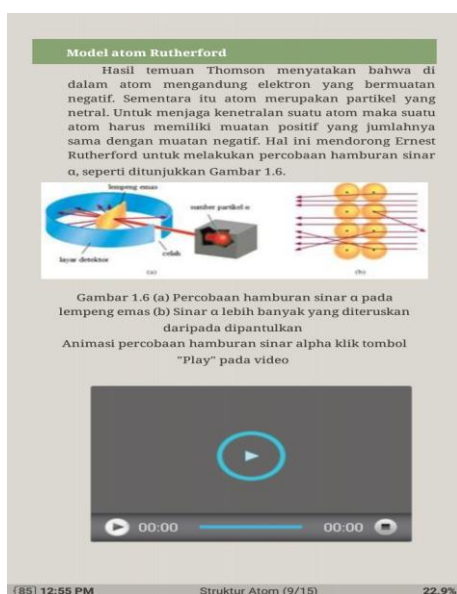 Model atom Rutherford
Hasil temuan Thomson menyatakan bahwa di
dalam atom mengandung elektron yang bermuatan
negatif. Sementara itu atom merupakan partikel yang
netral. Untuk menjaga kenetralan suatu atom maka suatu
atom harus memiliki muatan positif yang jumlahnya
sama dengan muatan negatif. Hal ini mendorong Ernest
Rutherford untuk melakukan percobaan hamburan sinar
α, seperti ditunjukkan Gambar 1.6.
lempeng emas
sumber partikel α
layar detektor
celah
(a)
(b)
Gambar 1.6 (a) Percobaan hamburan sinar α pada
lempeng emas (b) Sinar α lebih banyak yang diteruskan
daripada dipantulkan
Animasi percobaan hamburan sinar alpha klik tombol
"Play" pada video
00:00 00:00
(85) 12:55 PM Struktur Atom (9/15) 22.9%